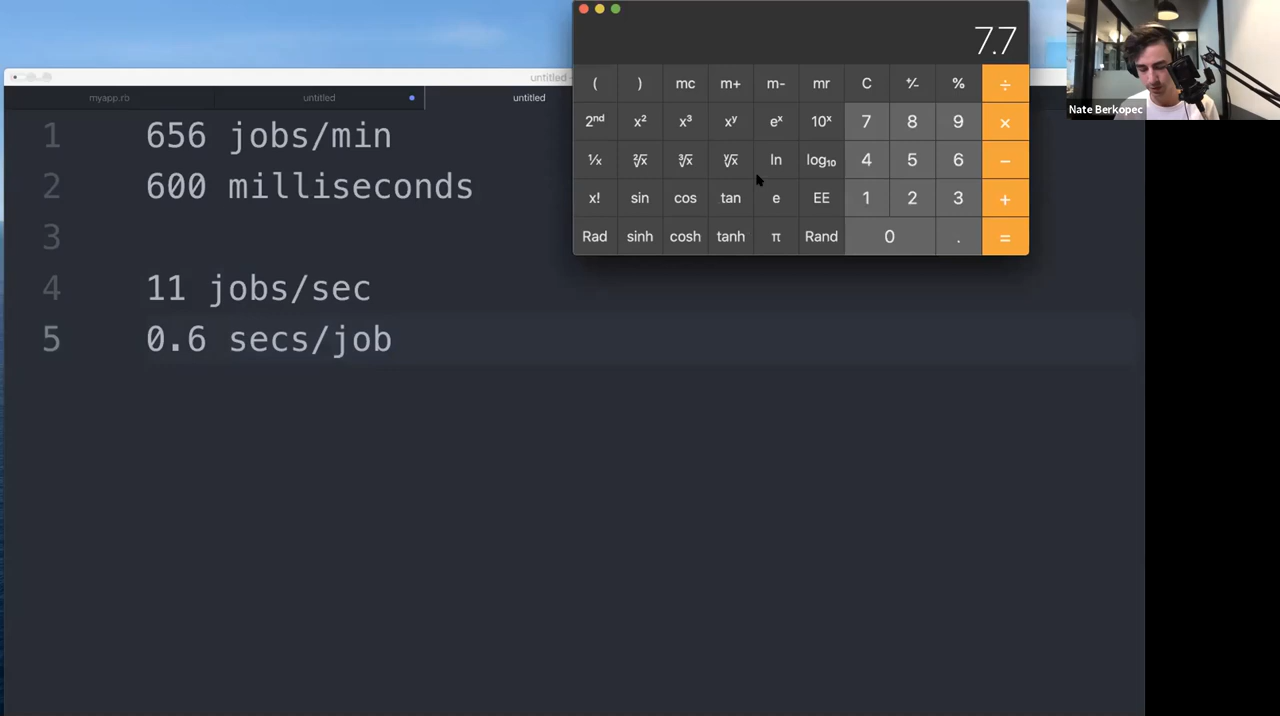 7.7
untitled
myapp.rb
untitled
untitled
( ) mc m+ m- mr C +⁄- % ÷
2ⁿᵈ x² x³ xʸ eˣ 10ˣ 7 8 9 ×
¹⁄x ²√x ³√x ʸ√x ln log₁₀ 4 5 6 −
x! sin cos tan e EE 1 2 3 +
Rad sinh cosh tanh π Rand 0 . =
Nate Berkopec
1 656 jobs/min
2 600 milliseconds
3
4 11 jobs/sec
5 0.6 secs/job